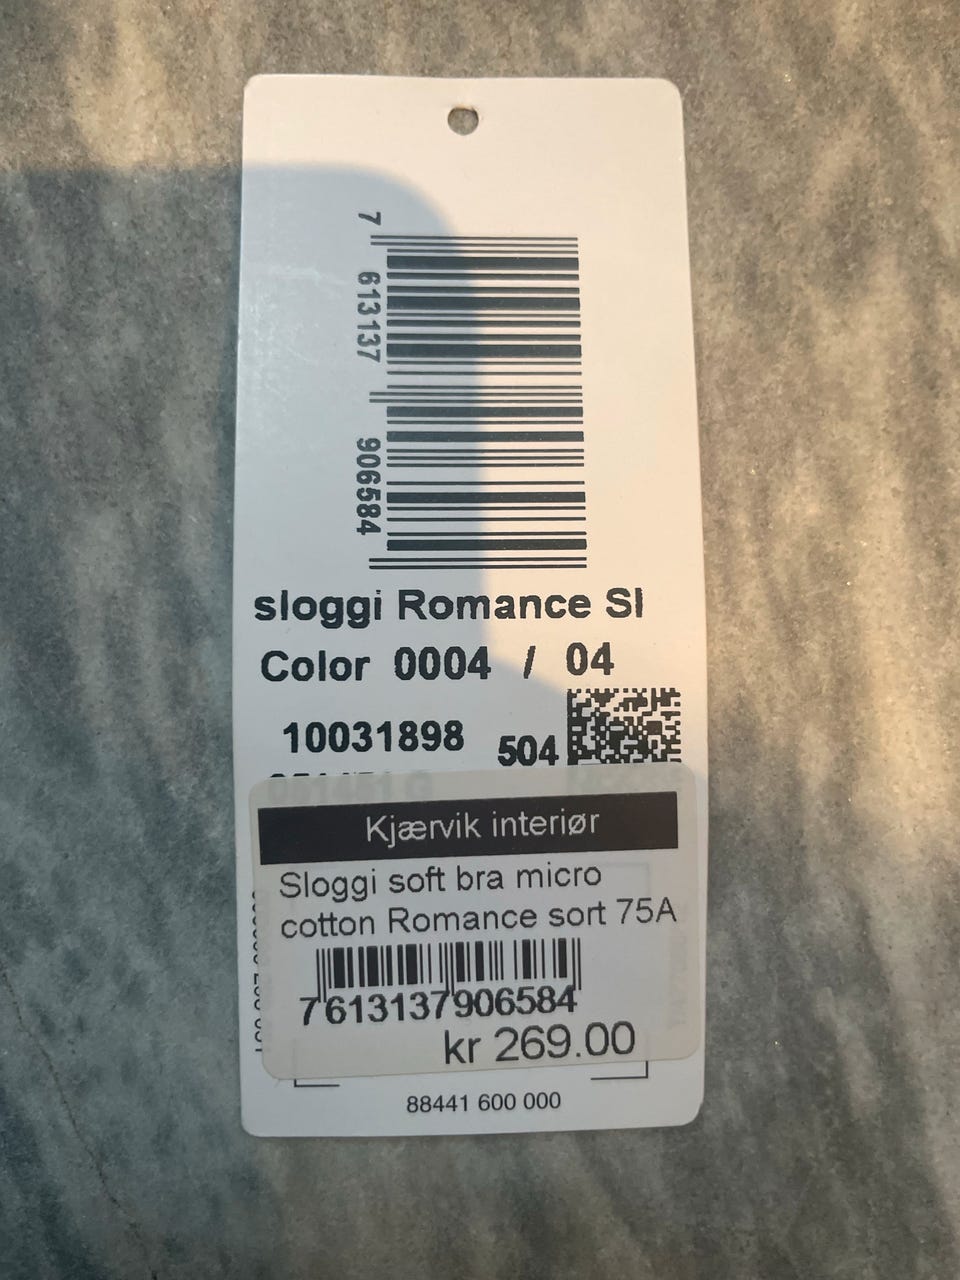 7 613137 906584
sloggi Romance SI
Color 0004 / 04
10031898 504
Kjærvik interiør
Sloggi soft bra micro
cotton Romance sort 75A
7613137906584
kr 269.00
88441 600 000